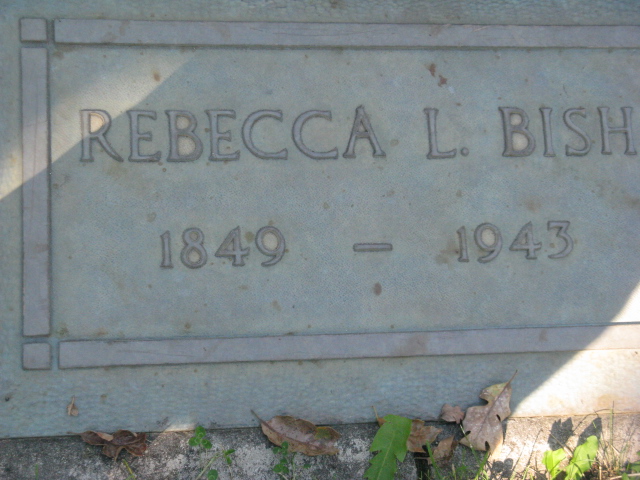 REBECCA L. BISH
1849 – 1943